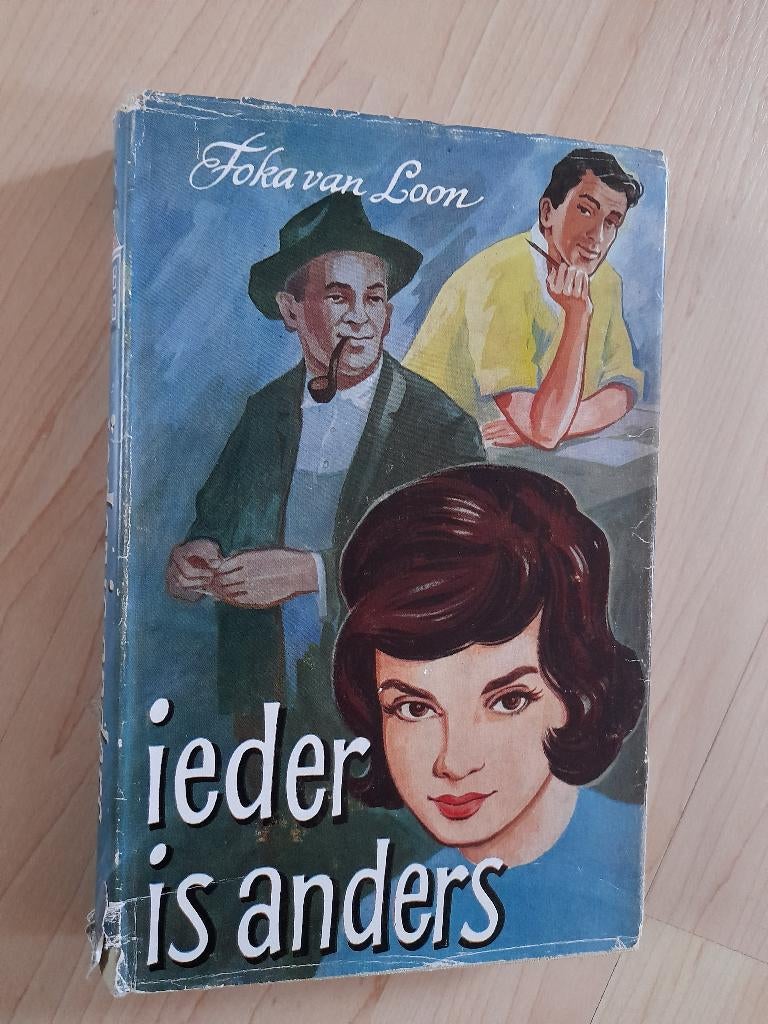 Foka van Loon
ieder
is anders